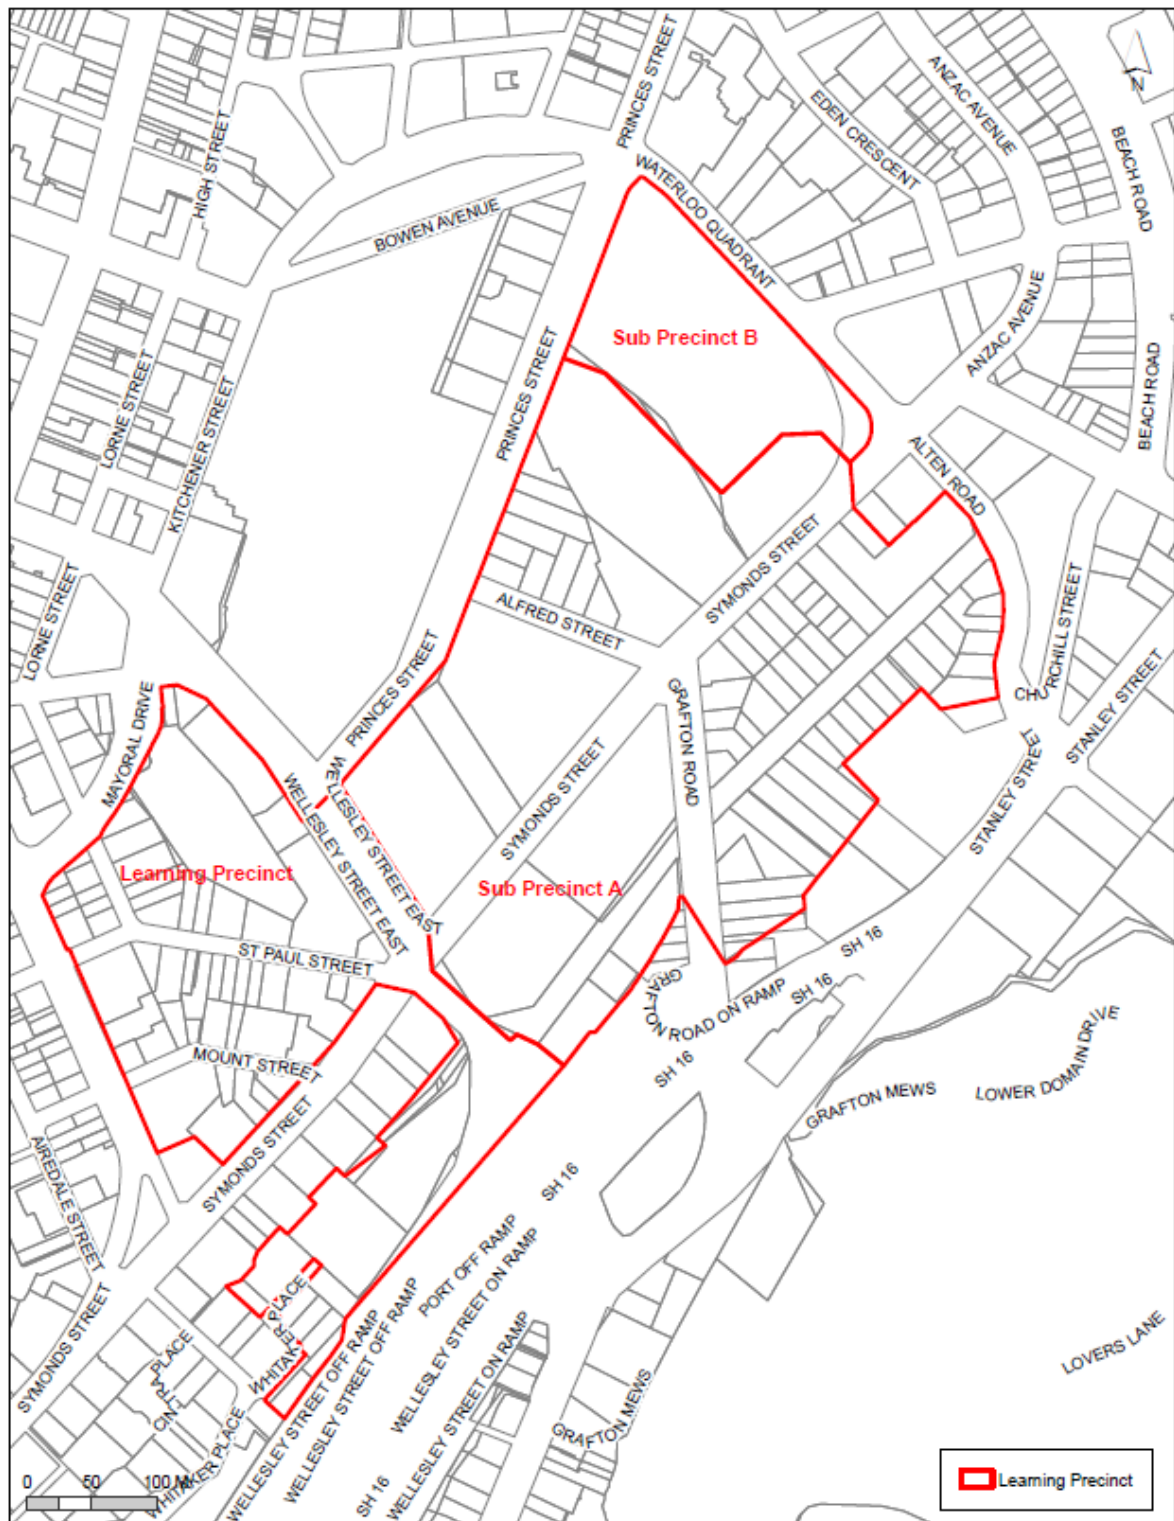 PRINCES STREET
ANZAC AVENUE
N
EDEN CRESCENT
BEACH ROAD
HIGH STREET
WATERLOO QUADRANT
BOWEN AVENUE
Sub Precinct B
ANZAC AVENUE
LORNE STREET
KITCHENER STREET
PRINCES STREET
BEACH ROAD
ALTEN ROAD
SYMONDS STREET
LORNE STREET
ALFRED STREET
CHURCHILL STREET
PRINCES STREET
GRAFTON ROAD
STANLEY STREET
MAYORAL DRIVE
WELLESLEY STREET EAST
WELLESLEY STREET EAST
SYMONDS STREET
STANLEY STREET
Learning Precinct
Sub Precinct A
ST PAUL STREET
SH 16
SH 16
GRAFTON ROAD ON RAMP
MOUNT STREET
SH 16
GRAFTON MEWS
LOWER DOMAIN DRIVE
AIREDALE STREET
SYMONDS STREET
SH 16
PORT OFF RAMP
WELLESLEY STREET ON RAMP
WHITAKER PLACE
WELLESLEY STREET OFF RAMP
WELLESLEY STREET OFF RAMP
SYMONDS STREET
CINTRA PLACE
WHITAKER PLACE
LOVERS LANE
WELLESLEY STREET ON RAMP
GRAFTON MEWS
SH 16
0 50 100 M
Learning Precinct